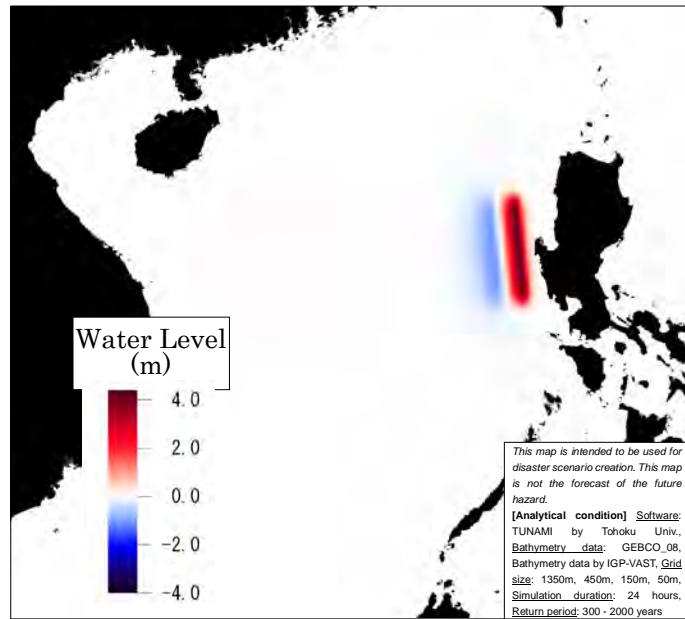 Water Level
(m)
4.0
2.0
0.0
-2.0
-4.0
This map is intended to be used for
disaster scenario creation. This map
is not the forecast of the future
hazard.
[Analytical condition] Software:
TUNAMI by Tohoku Univ.,
Bathymetry data: GEBCO_08,
Bathymetry data by IGP-VAST, Grid
size: 1350m, 450m, 150m, 50m,
Simulation duration: 24 hours,
Return period: 300 - 2000 years